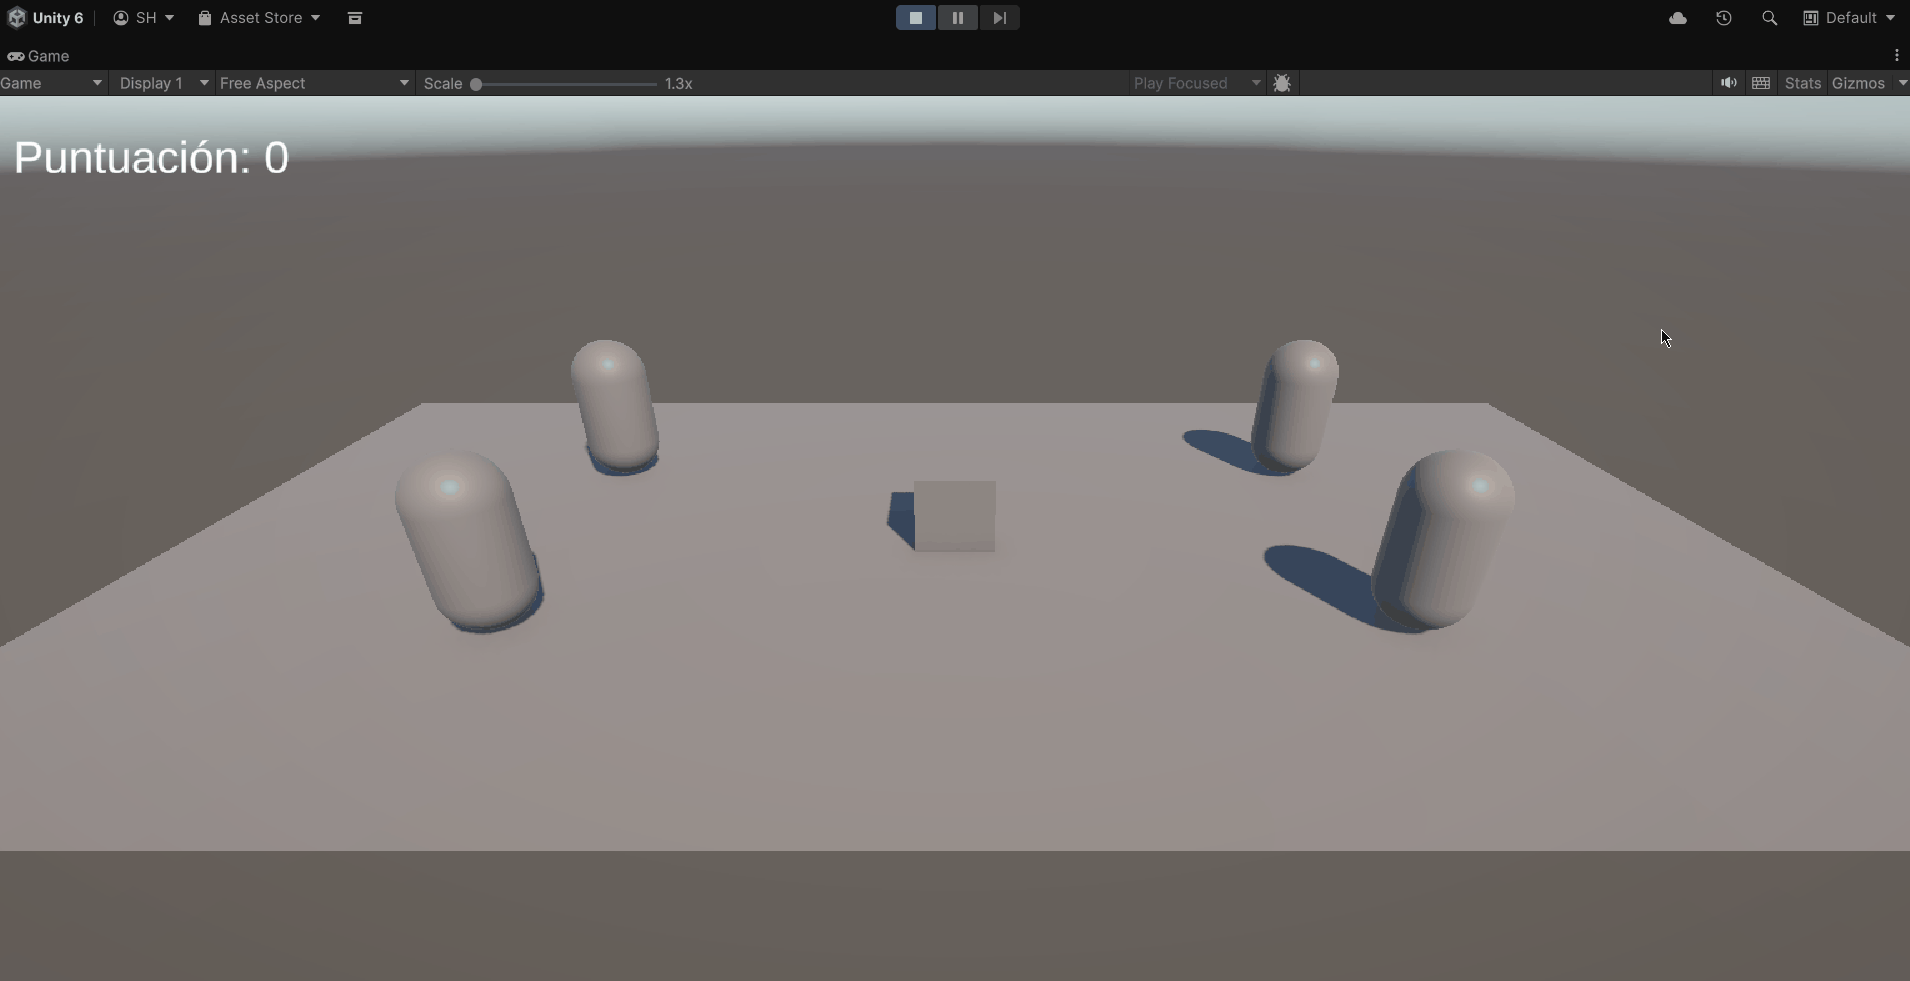 Unity 6 SH Asset Store Default
Game
Game Display 1 Free Aspect Scale 1.3x Play Focused Stats Gizmos
Puntuación: 0